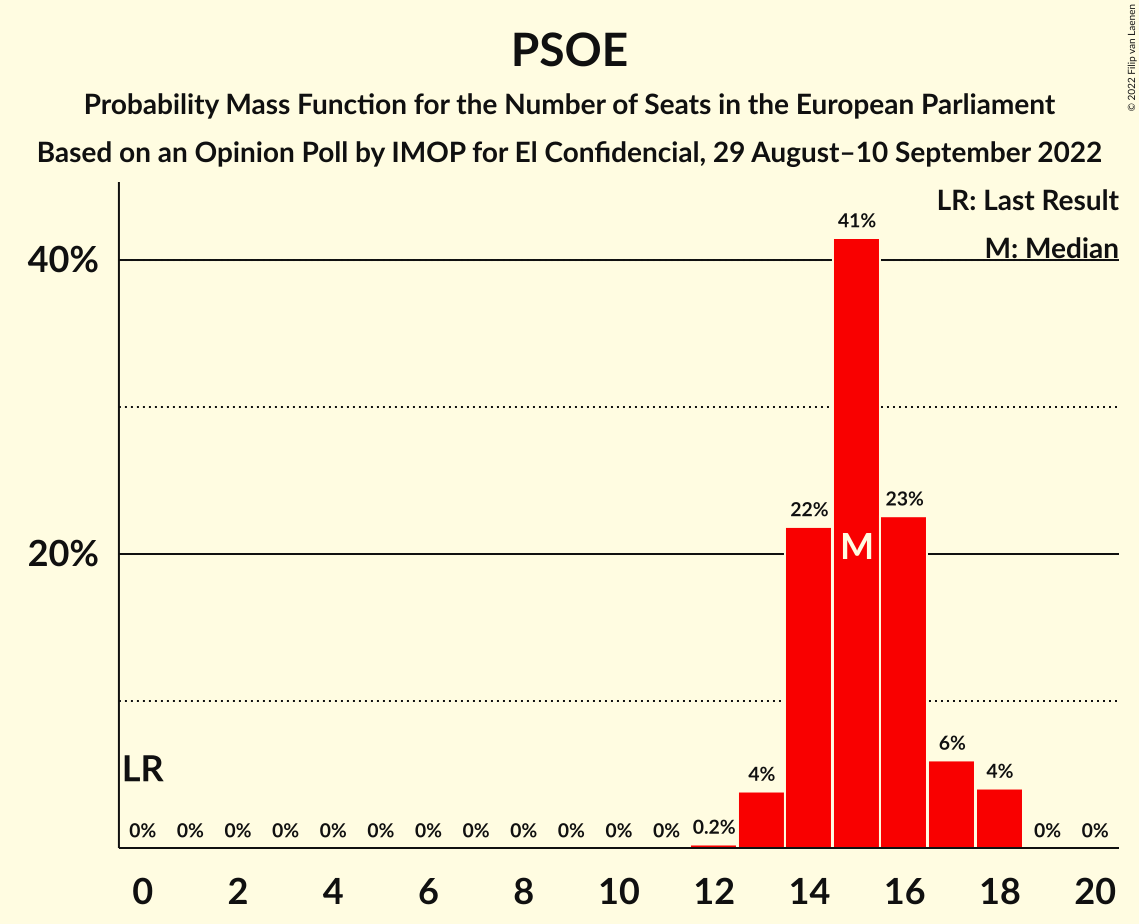 PSOE
Probability Mass Function for the Number of Seats in the European Parliament
Based on an Opinion Poll by IMOP for El Confidencial, 29 August–10 September 2022
© 2022 Filip van Laenen
LR: Last Result
M: Median
41%
40%
23%
22%
20%
M
6%
4%
4%
LR
0% 0% 0% 0% 0% 0% 0% 0% 0% 0% 0% 0% 0.2% 0% 0%
0 2 4 6 8 10 12 14 16 18 20